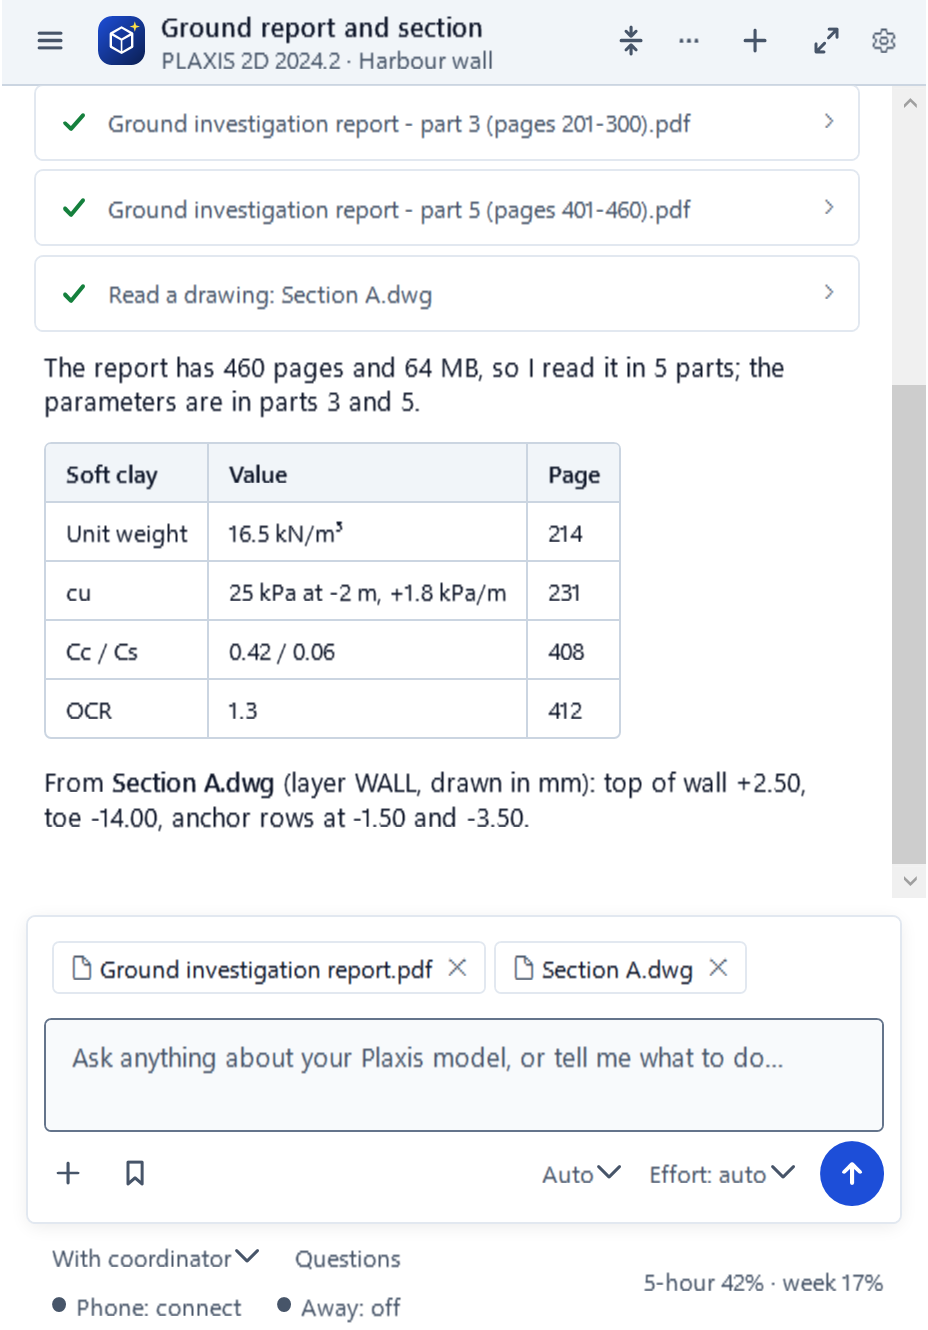 Ground report and section
PLAXIS 2D 2024.2 · Harbour wall
Ground investigation report - part 3 (pages 201-300).pdf
Ground investigation report - part 5 (pages 401-460).pdf
Read a drawing: Section A.dwg
The report has 460 pages and 64 MB, so I read it in 5 parts; the
parameters are in parts 3 and 5.
Soft clay Value Page
Unit weight 16.5 kN/m³ 214
cu 25 kPa at -2 m, +1.8 kPa/m 231
Cc / Cs 0.42 / 0.06 408
OCR 1.3 412
From Section A.dwg (layer WALL, drawn in mm): top of wall +2.50,
toe -14.00, anchor rows at -1.50 and -3.50.
Ground investigation report.pdf Section A.dwg
Ask anything about your Plaxis model, or tell me what to do...
Auto Effort: auto
With coordinator Questions
5-hour 42% · week 17%
Phone: connect Away: off